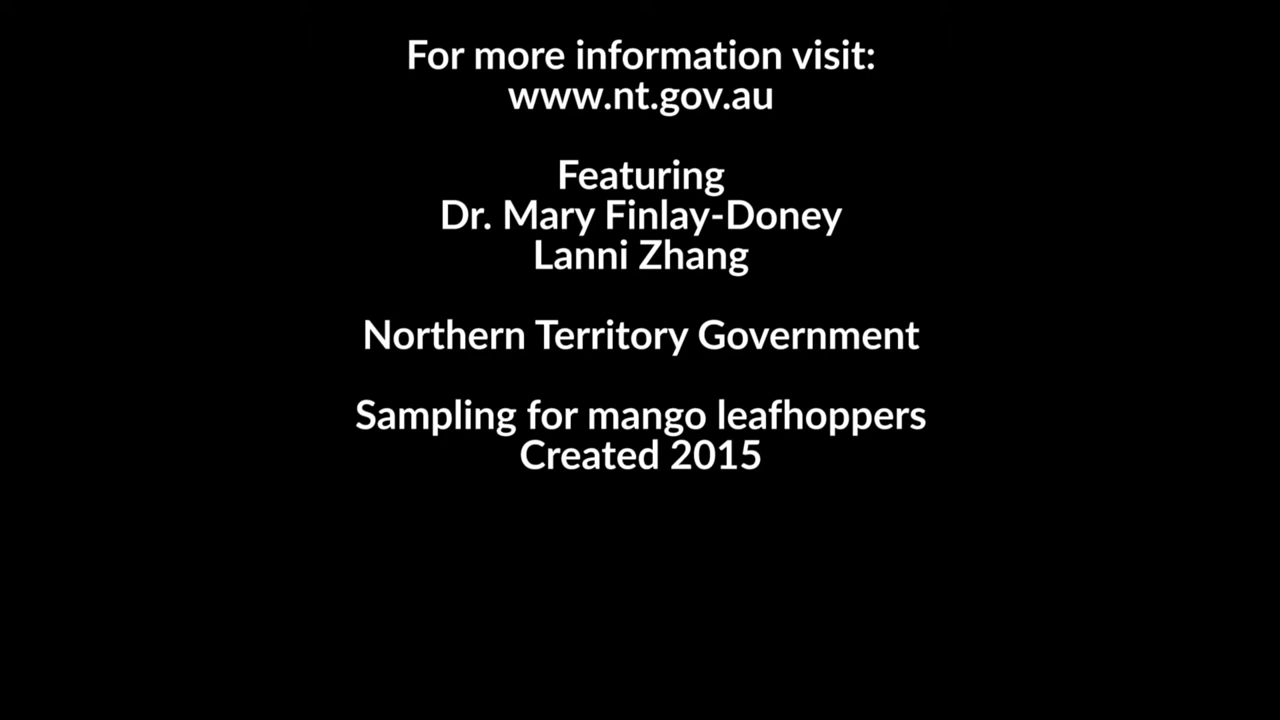 For more information visit:
www.nt.gov.au
Featuring
Dr. Mary Finlay-Doney
Lanni Zhang
Northern Territory Government
Sampling for mango leafhoppers
Created 2015